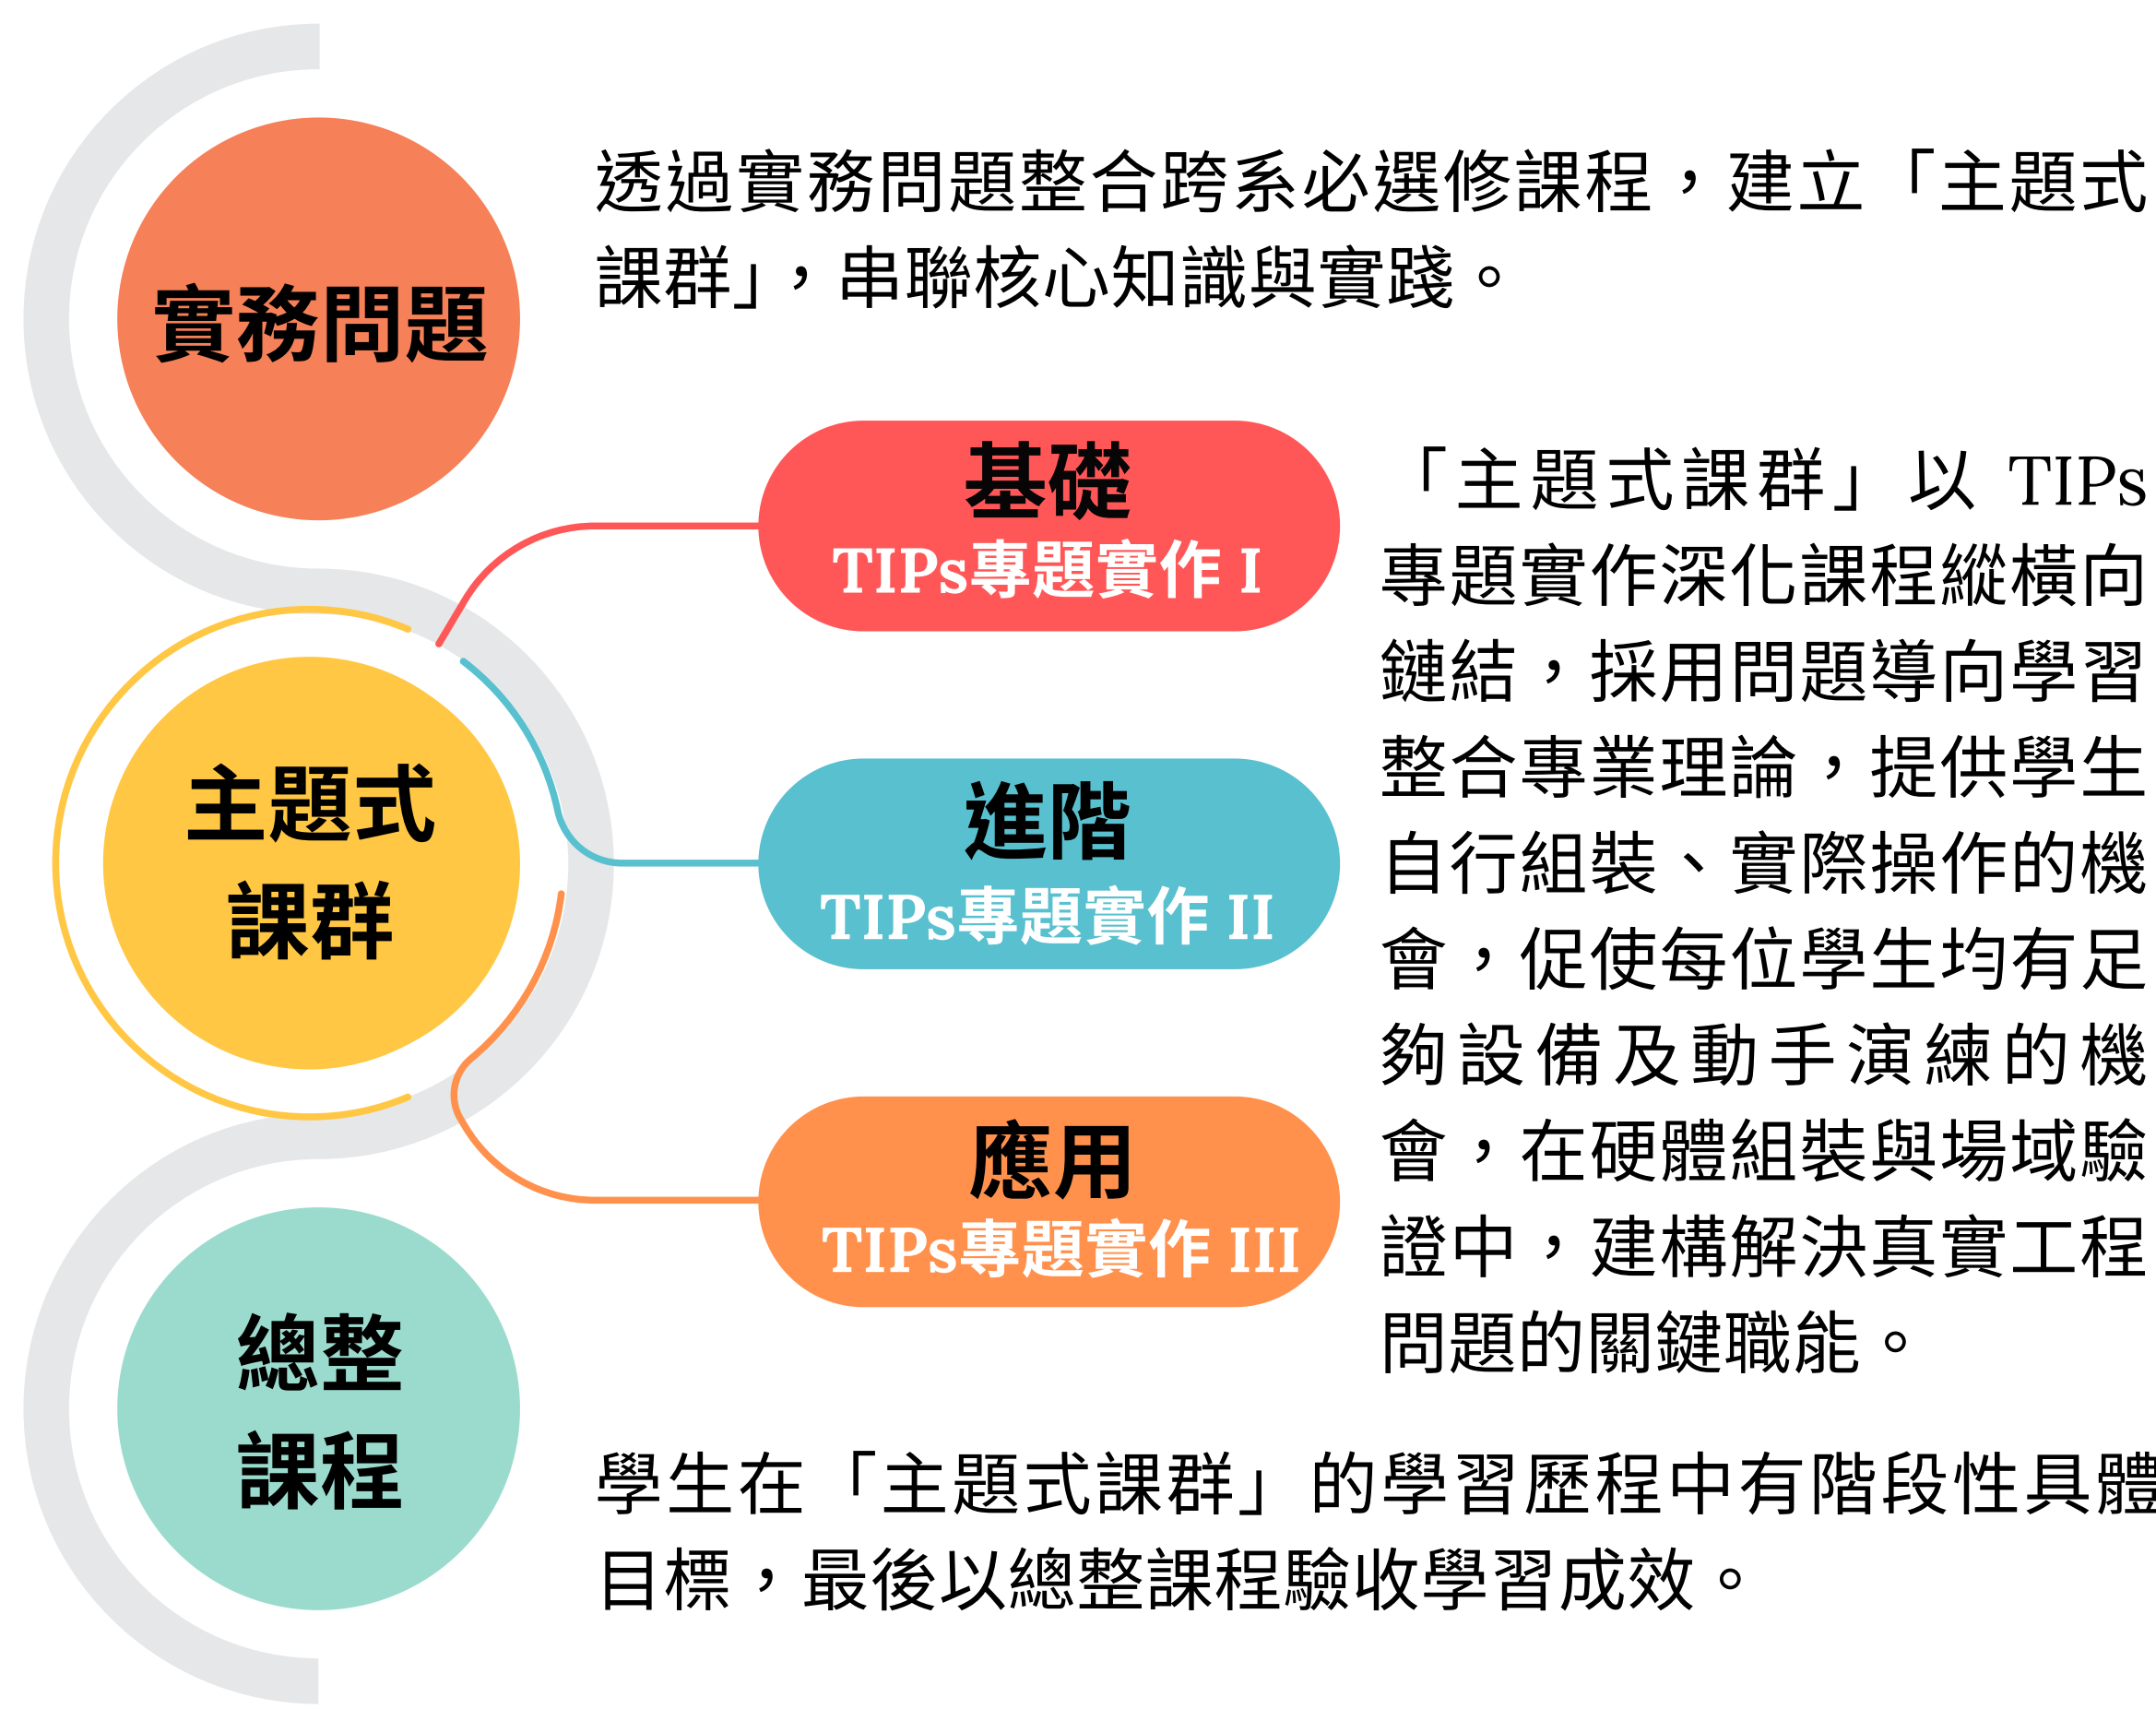 實務問題
透過實務問題整合跨系必選修課程，建立「主題式
課群」，串聯核心知識與實踐。
主題式
課群
基礎
TIPs專題實作 I
進階
TIPs專題實作 II
應用
TIPs專題實作 III
「主題式課群」以 TIPs
專題實作深化課程縱橫向
鏈結，採用問題導向學習
整合專業理論，提供學生
自行組裝、實際操作的機
會，促使每位學生均有足
夠設備及動手演練的機
會，在硬體組裝與場域驗
證中，建構解決真實工程
問題的關鍵職能。
總整
課程
學生在「主題式課群」的學習歷程中有階段性具體
目標，最後以總整課程驗收學習成效。